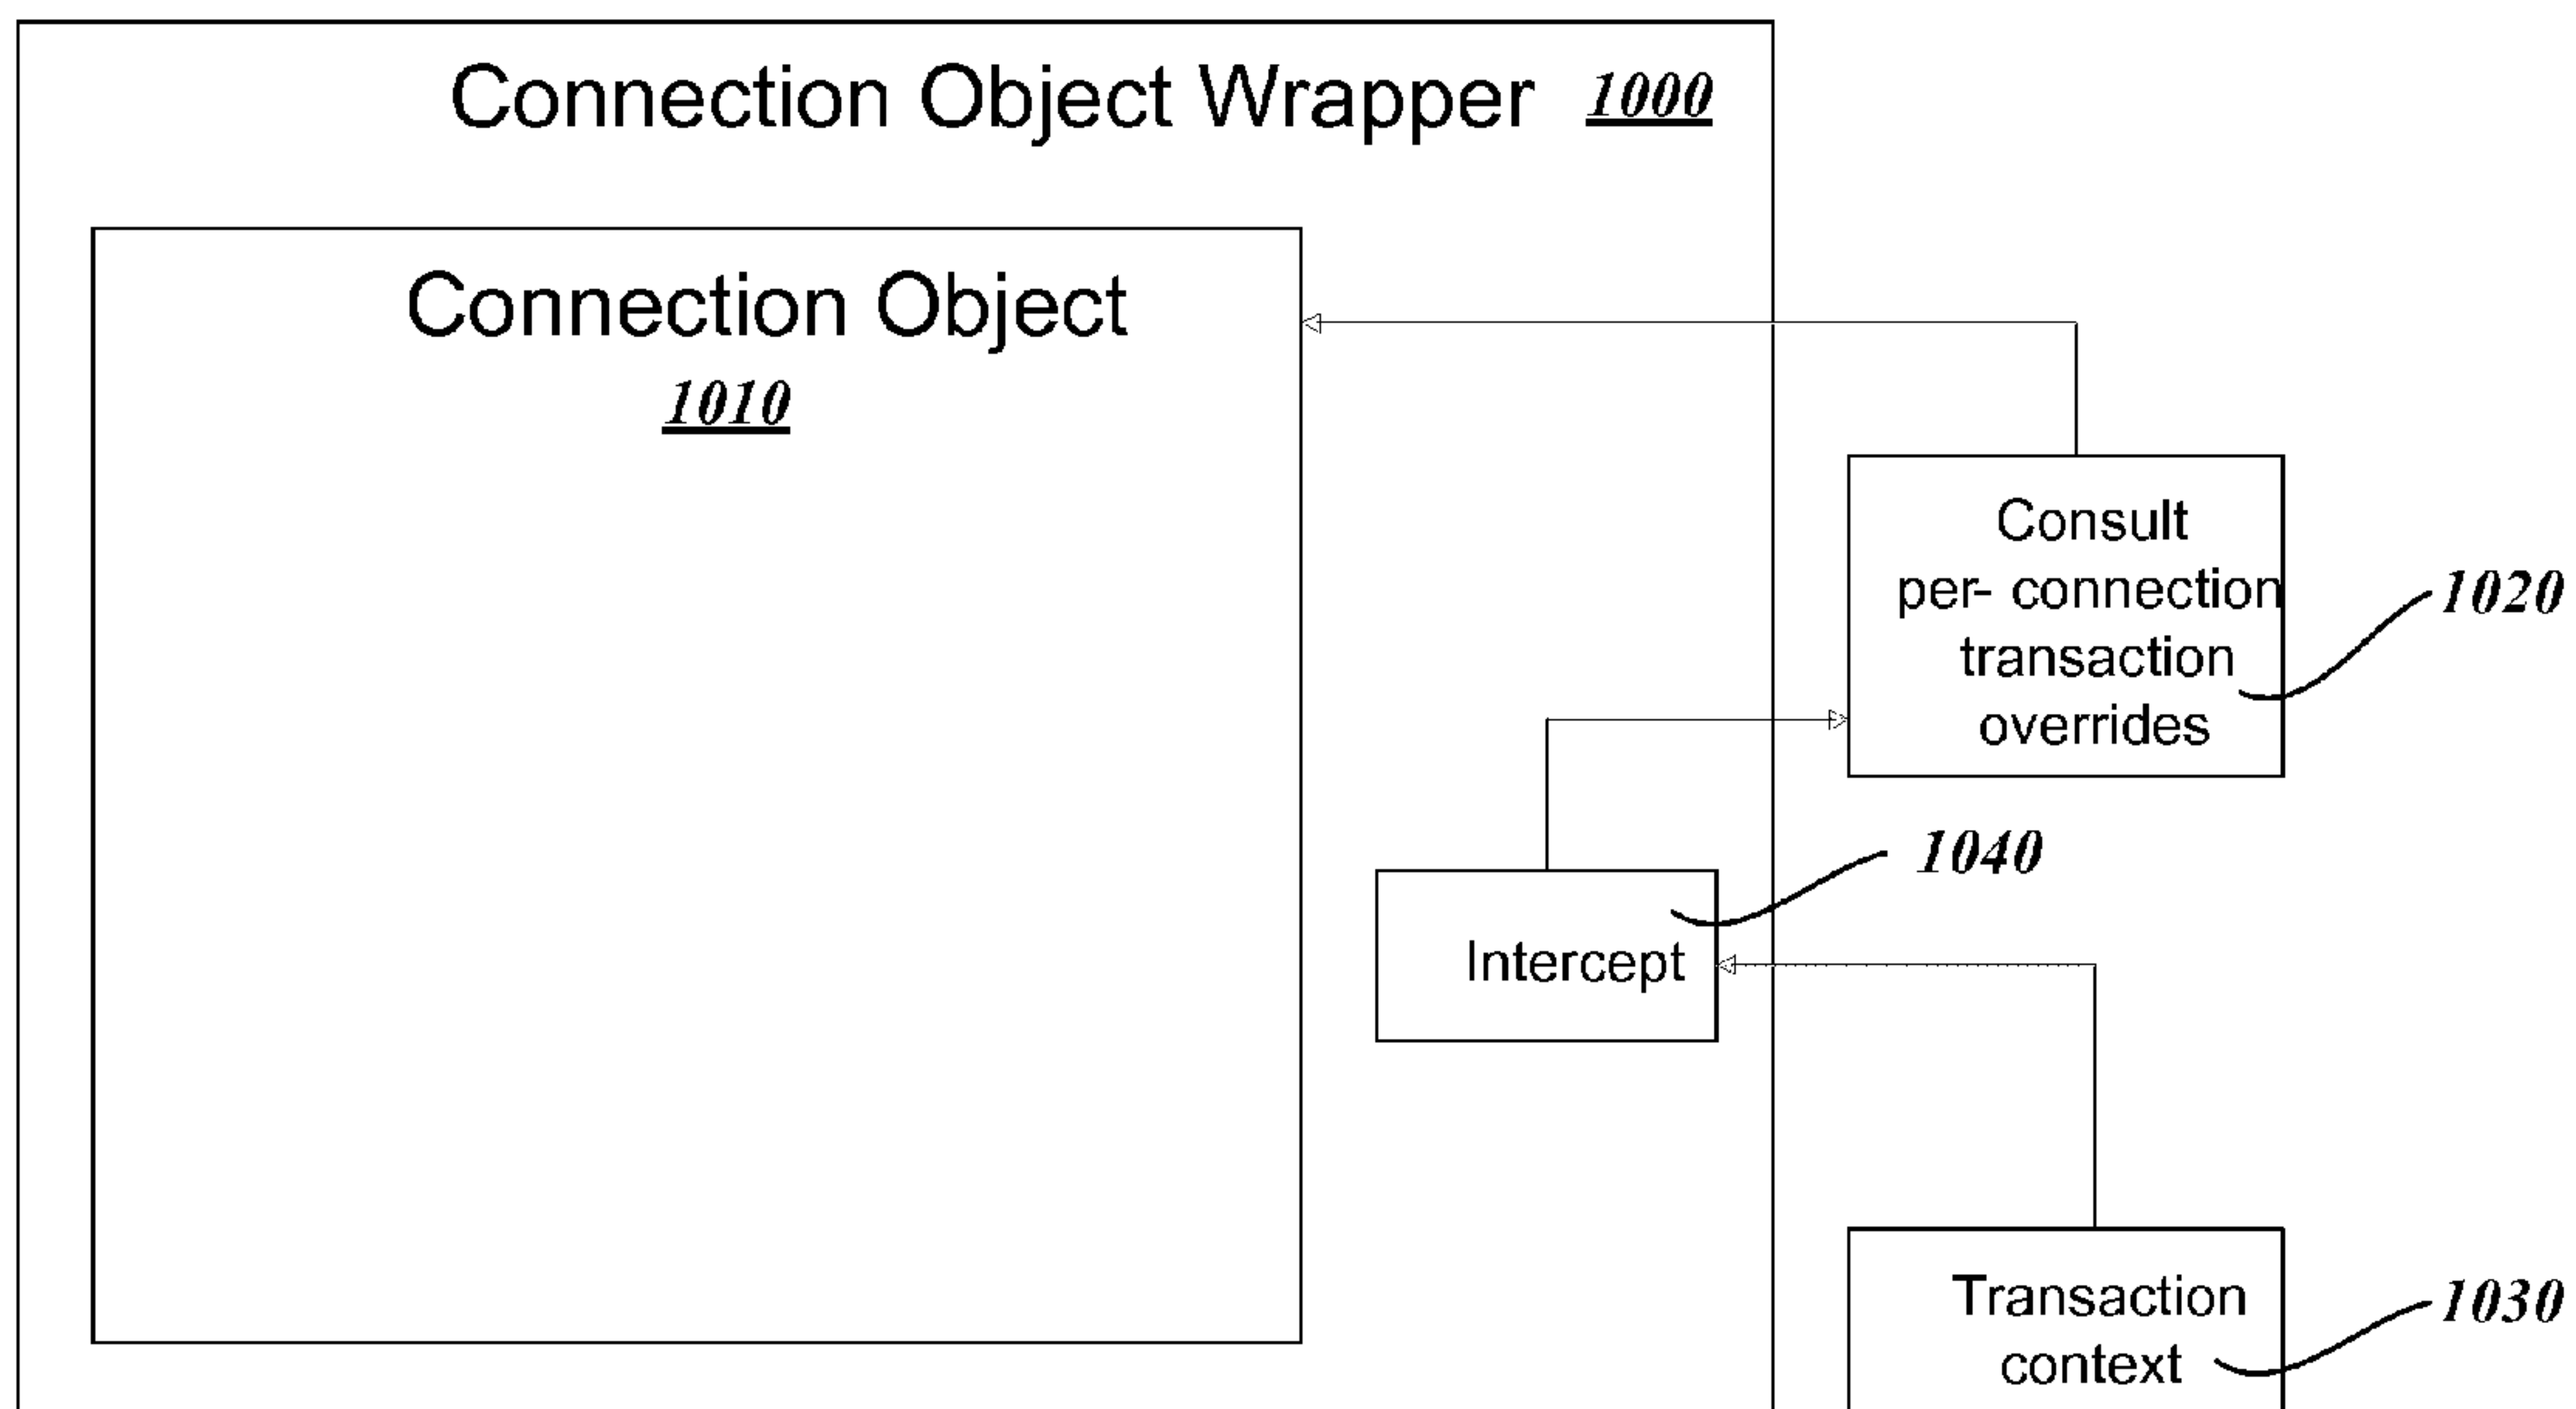 Connection Object Wrapper 1000
Connection Object
1010
Consult
per- connection
transaction
overrides
1020
1040
Intercept
Transaction
context
1030